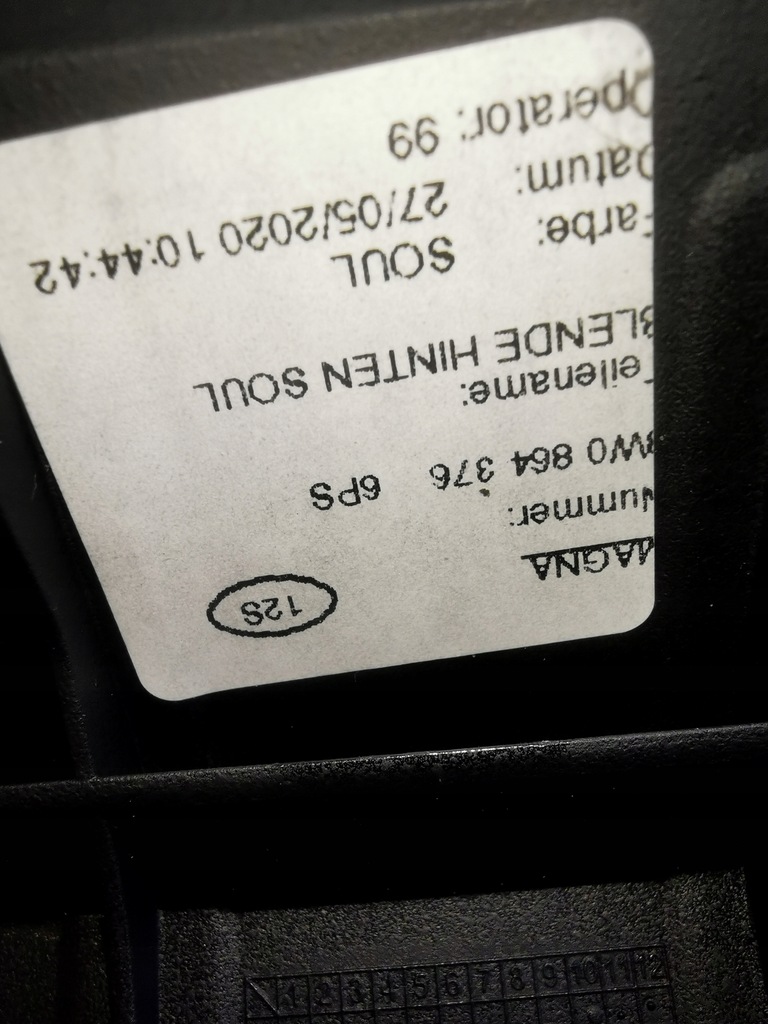 MAGNA 12S
Nummer:
8W0 864 376 6PS
Teilename:
BLENDE HINTEN SOUL
Farbe: SOUL
Datum: 27/05/2020 10:44:42
Operator: 99
1 2 3 4 5 6 7 8 9 10 11 12